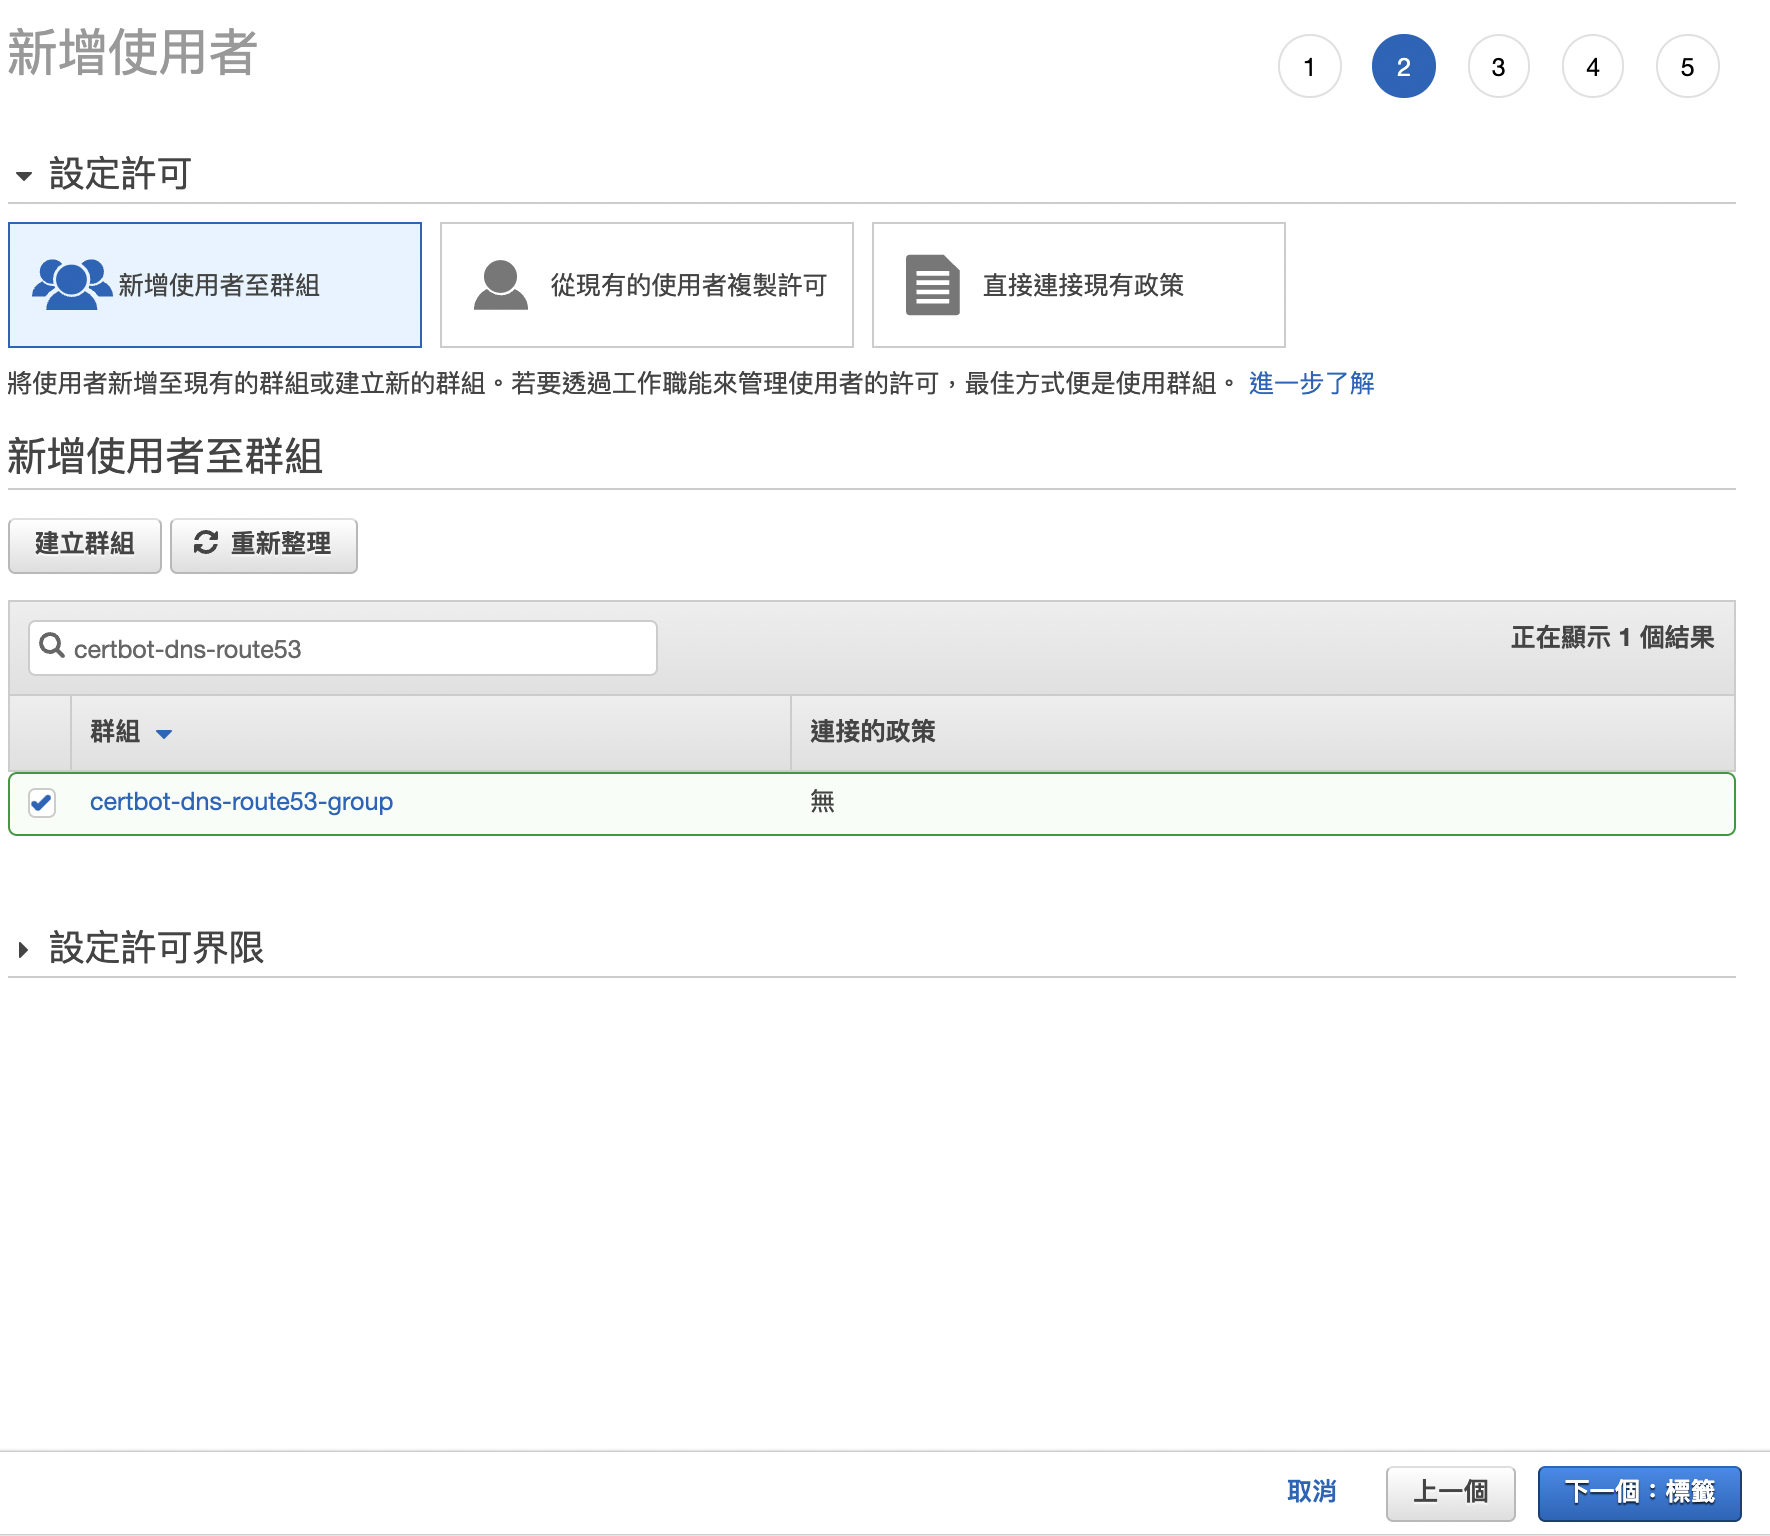 新增使用者
1 2 3 4 5
設定許可
新增使用者至群組 從現有的使用者複製許可 直接連接現有政策
將使用者新增至現有的群組或建立新的群組。若要透過工作職能來管理使用者的許可，最佳方式便是使用群組。 進一步了解
新增使用者至群組
建立群組 重新整理
certbot-dns-route53 正在顯示 1 個結果
群組 連接的政策
certbot-dns-route53-group 無
設定許可界限
取消 上一個 下一個：標籤